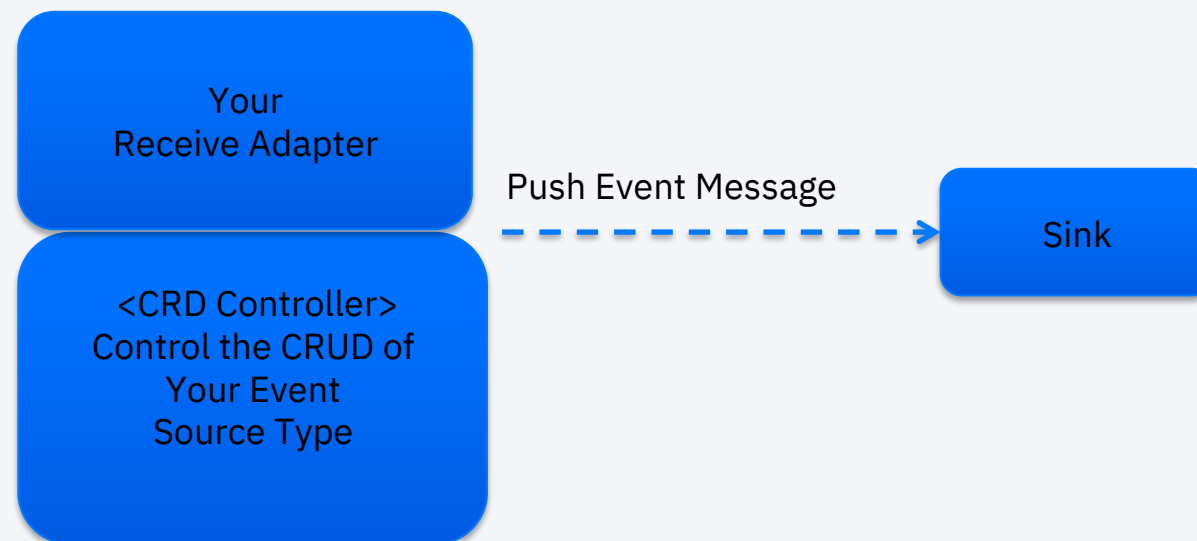 Your
Receive Adapter
Push Event Message
Sink
<CRD Controller>
Control the CRUD of
Your Event
Source Type